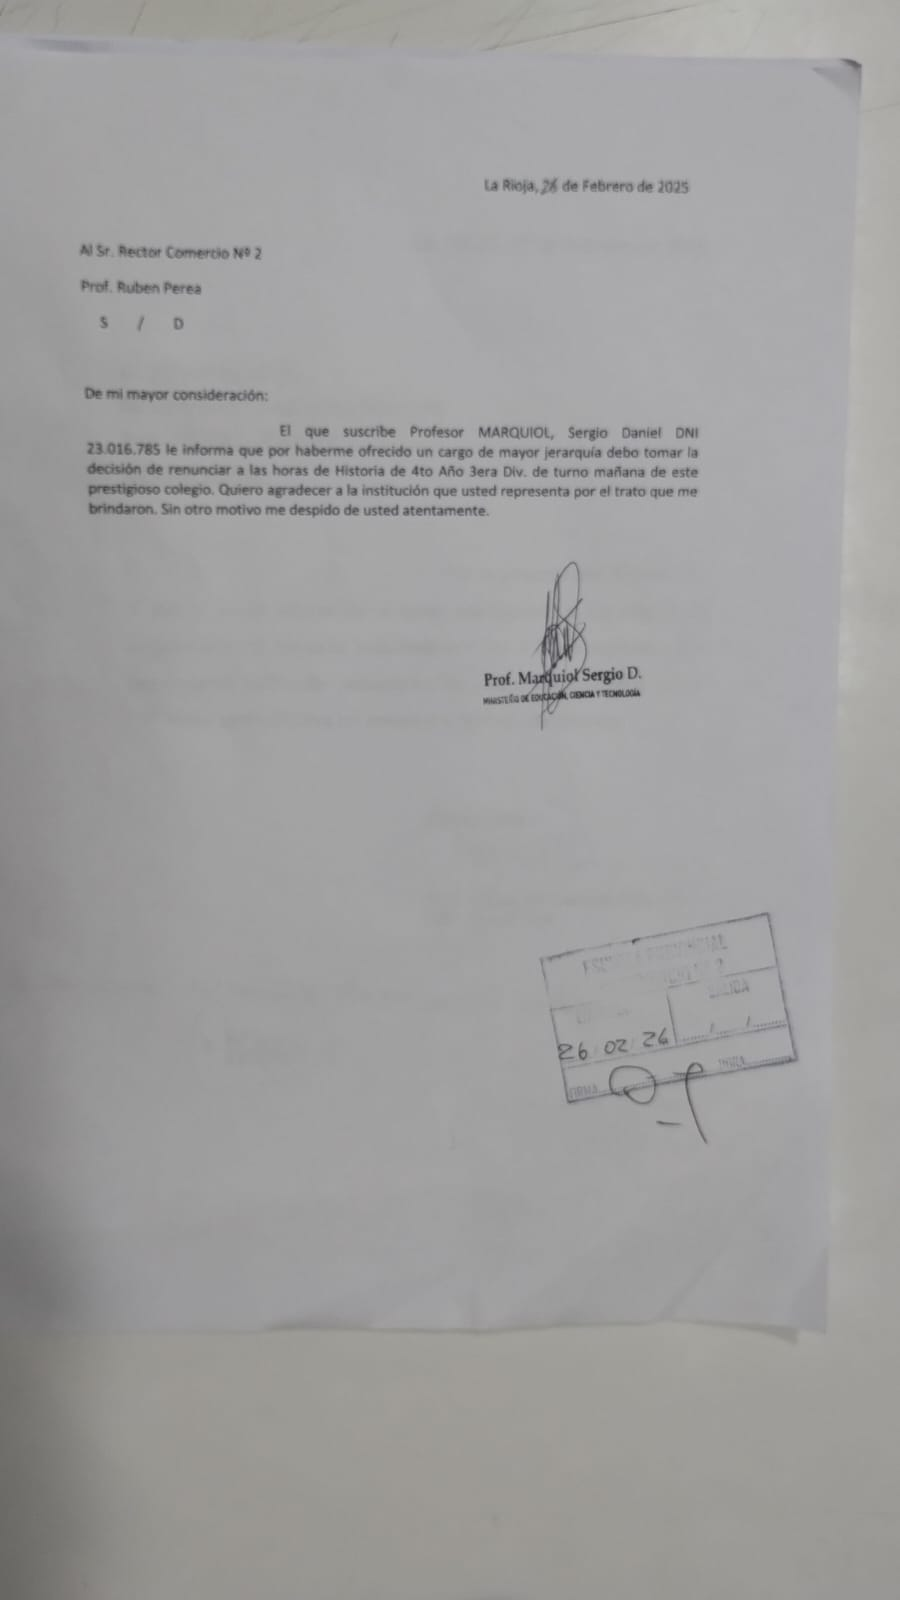 La Rioja, 26 de Febrero de 2025
Al Sr. Rector Comercio Nº 2
Prof. Ruben Perea
S / D
De mi mayor consideración:
El que suscribe Profesor MARQUIOL, Sergio Daniel DNI
23.016.785 le informa que por haberme ofrecido un cargo de mayor jerarquía debo tomar la
decisión de renunciar a las horas de Historia de 4to Año 3era Div. de turno mañana de este
prestigioso colegio. Quiero agradecer a la institución que usted representa por el trato que me
brindaron. Sin otro motivo me despido de usted atentamente.
Prof. Marquiol Sergio D.
MINISTERIO DE EDUCACIÓN, CIENCIA Y TECNOLOGÍA
ESCUELA PROVINCIAL
Nº 2
SALIDA
26 02 26
FIRMA HORA